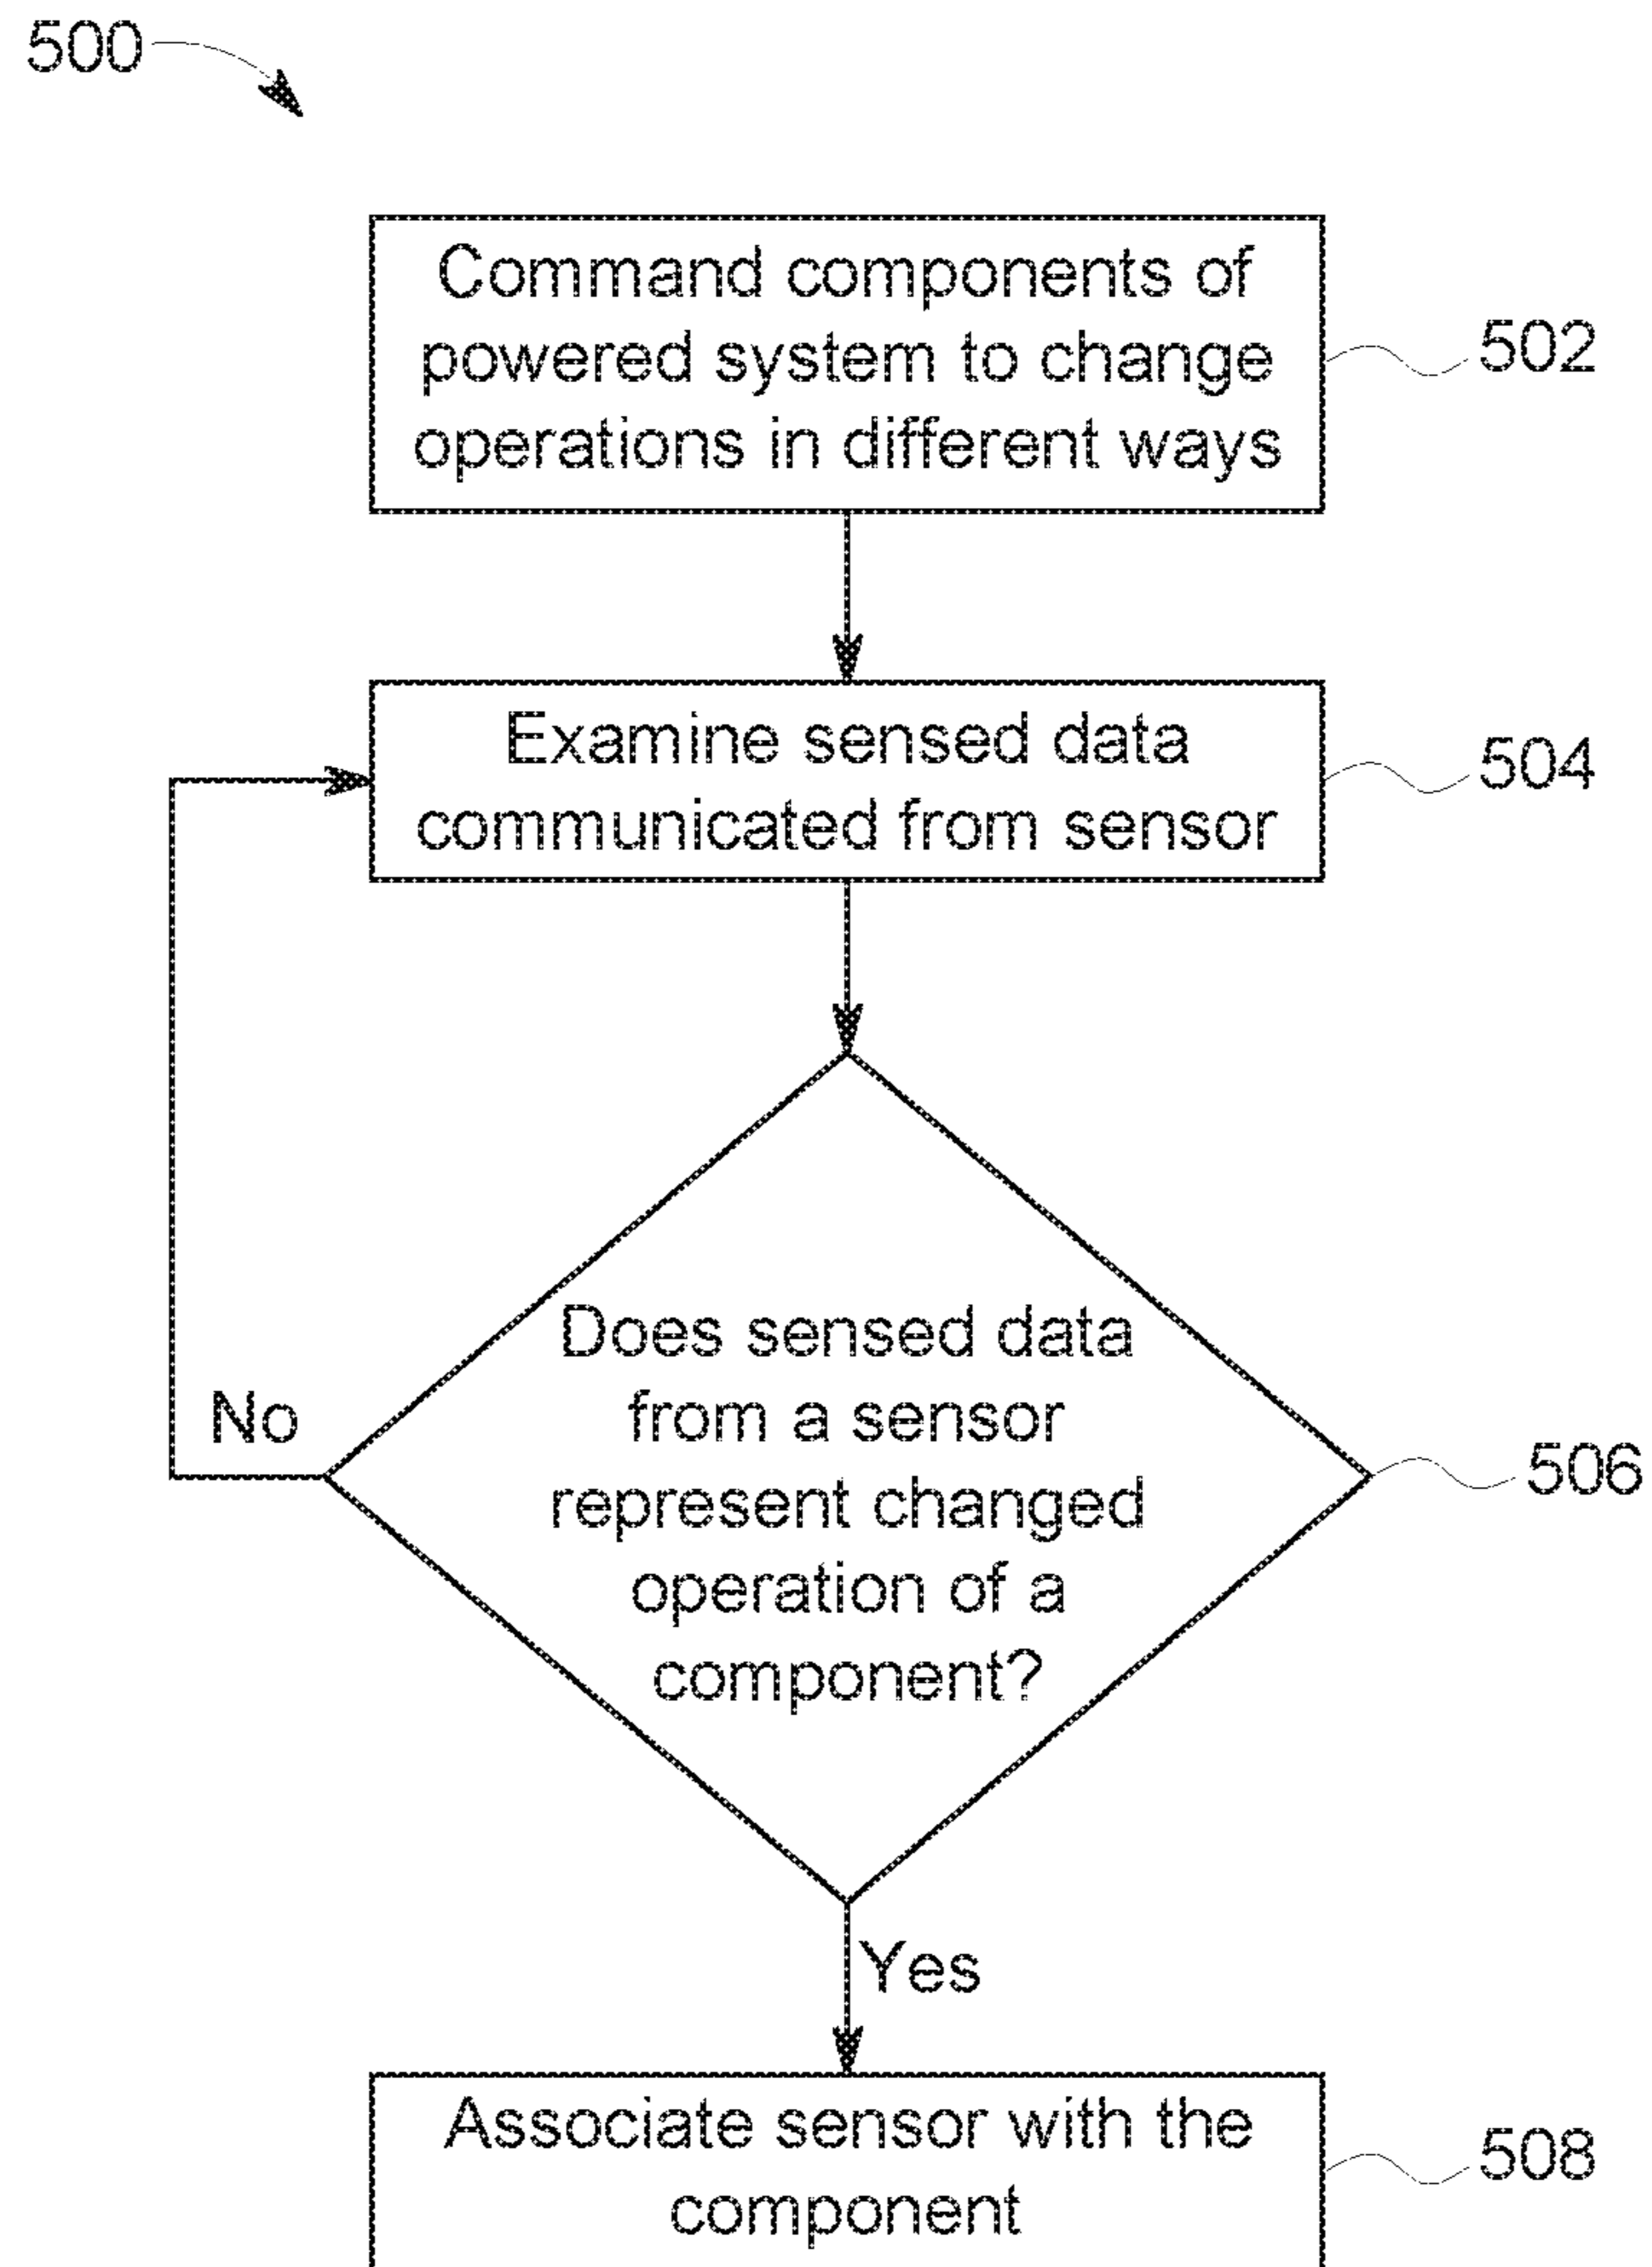 500
Command components of
powered system to change
operations in different ways
502
Examine sensed data
communicated from sensor
504
Does sensed data
from a sensor
represent changed
operation of a
component?
506
No
Yes
Associate sensor with the
component
508